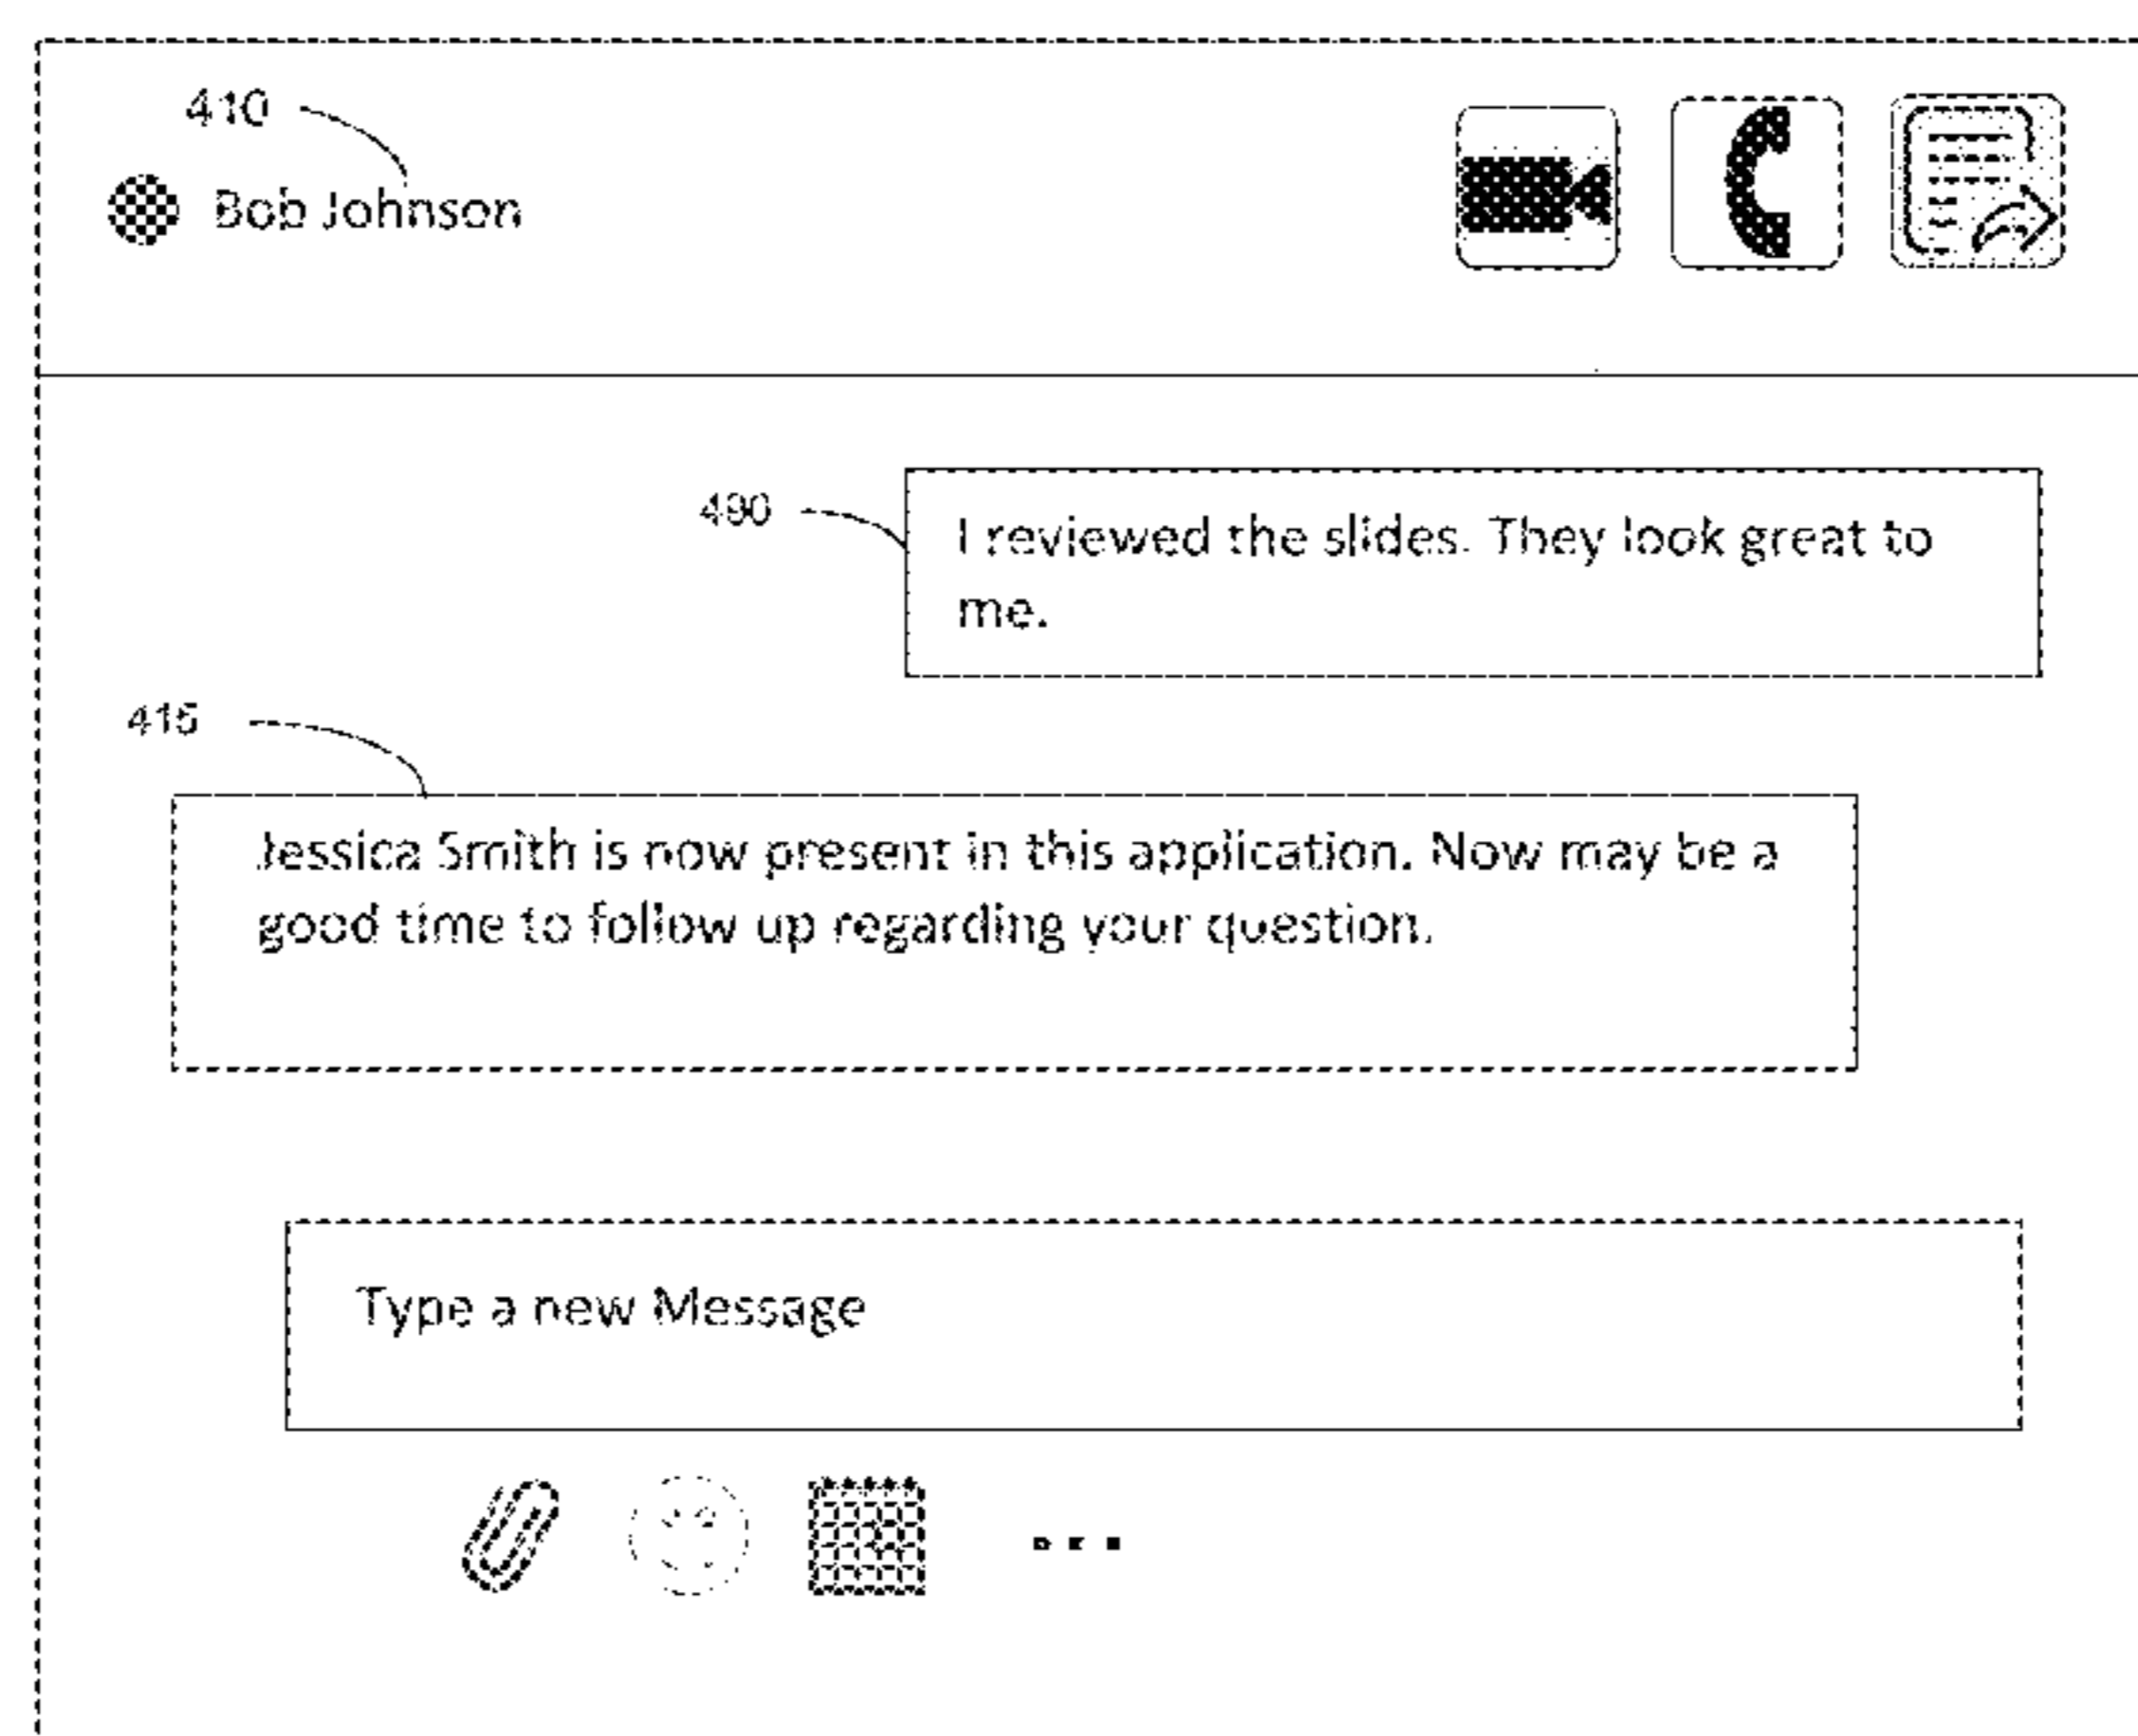 410
Bob Johnson
490
I reviewed the slides. They look great to
me.
415
Jessica Smith is now present in this application. Now may be a
good time to follow up regarding your question.
Type a new Message